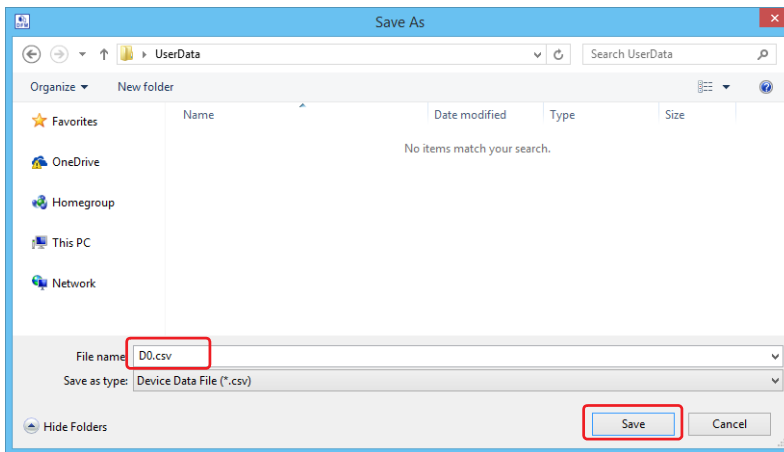 Save As
UserData
Search UserData
Organize
New folder
Name Date modified Type Size
No items match your search.
Favorites
OneDrive
Homegroup
This PC
Network
File name: D0.csv
Save as type: Device Data File (*.csv)
Hide Folders
Save
Cancel